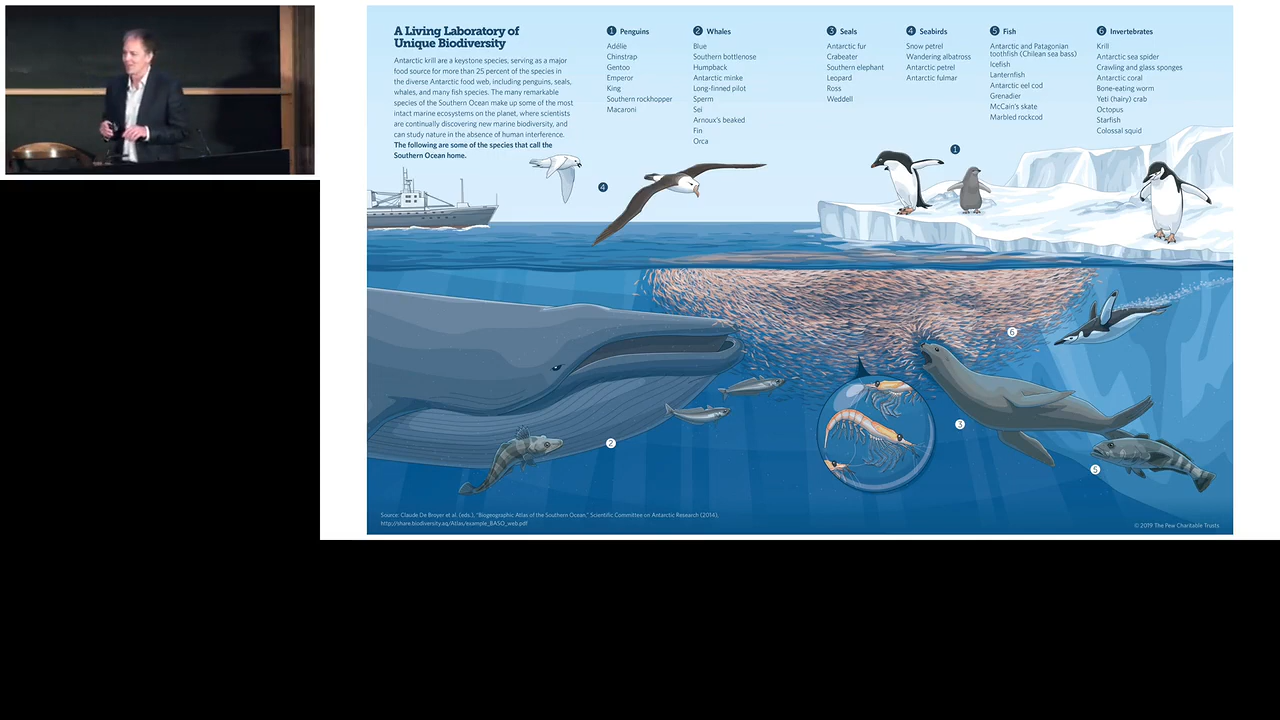 A Living Laboratory of
Unique Biodiversity
Antarctic krill are a keystone species, serving as a major
food source for more than 25 percent of the species in
the diverse Antarctic food web, including penguins, seals,
whales, and many fish species. The many remarkable
species of the Southern Ocean make up some of the most
intact marine ecosystems on the planet, where scientists
are continually discovering new marine biodiversity, and
can study nature in the absence of human interference.
The following are some of the species that call the
Southern Ocean home.
1 Penguins
Adélie
Chinstrap
Gentoo
Emperor
King
Southern rockhopper
Macaroni
2 Whales
Blue
Southern bottlenose
Humpback
Antarctic minke
Long-finned pilot
Sperm
Sei
Arnoux's beaked
Fin
Orca
3 Seals
Antarctic fur
Crabeater
Southern elephant
Leopard
Ross
Weddell
4 Seabirds
Snow petrel
Wandering albatross
Antarctic petrel
Antarctic fulmar
5 Fish
Antarctic and Patagonian
toothfish (Chilean sea bass)
Icefish
Lanternfish
Antarctic eel cod
Grenadier
McCain's skate
Marbled rockcod
6 Invertebrates
Krill
Antarctic sea spider
Crawling and glass sponges
Antarctic coral
Bone-eating worm
Yeti (hairy) crab
Octopus
Starfish
Colossal squid
1
4
6
3
2
5
Source: Claude De Broyer et al. (eds.), "Biogeographic Atlas of the Southern Ocean," Scientific Committee on Antarctic Research (2014),
http://share.biodiversity.aq/Atlas/example_BASO_web.pdf
© 2019 The Pew Charitable Trusts